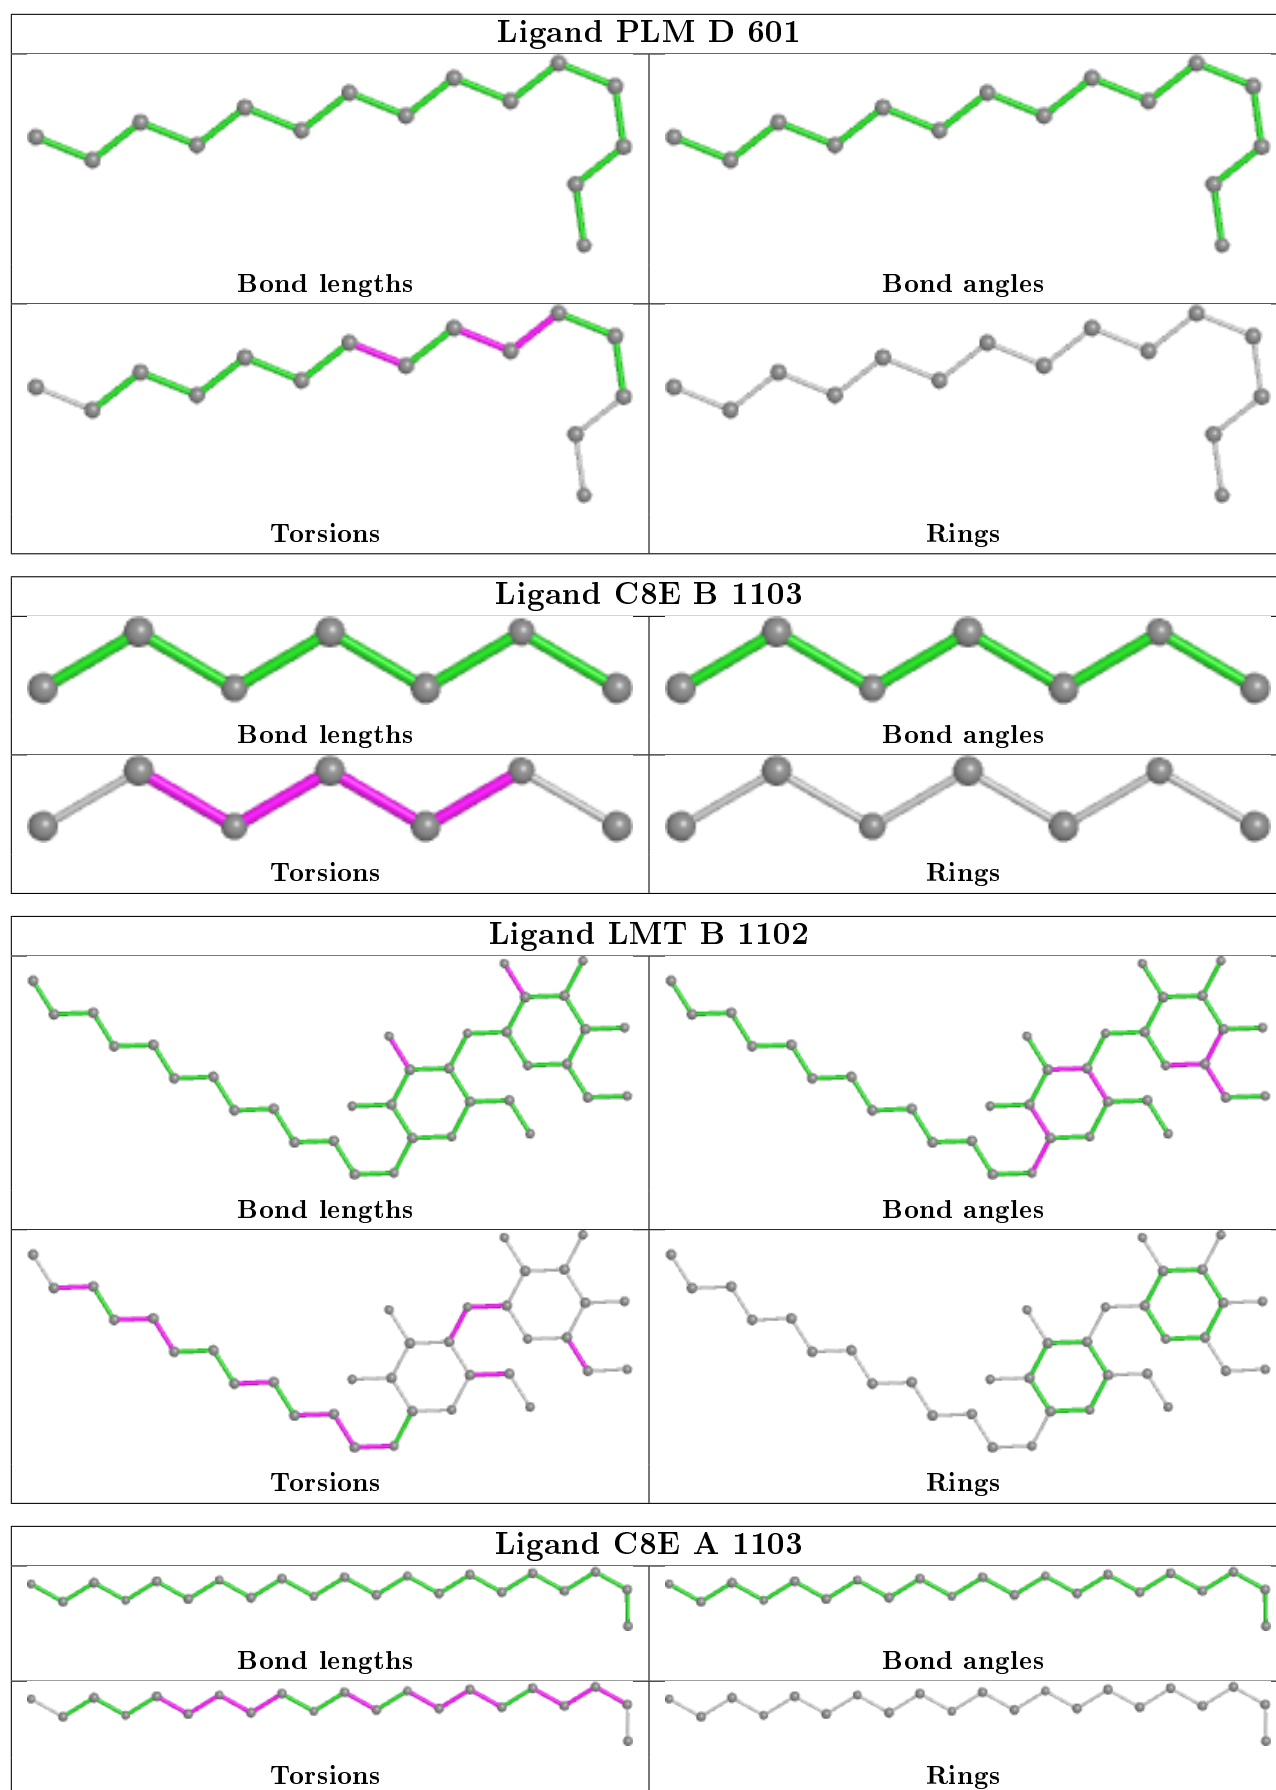 Ligand PLM D 601
Bond lengths
Bond angles
Torsions
Rings
Ligand C8E B 1103
Bond lengths
Bond angles
Torsions
Rings
Ligand LMT B 1102
Bond lengths
Bond angles
Torsions
Rings
Ligand C8E A 1103
Bond lengths
Bond angles
Torsions
Rings